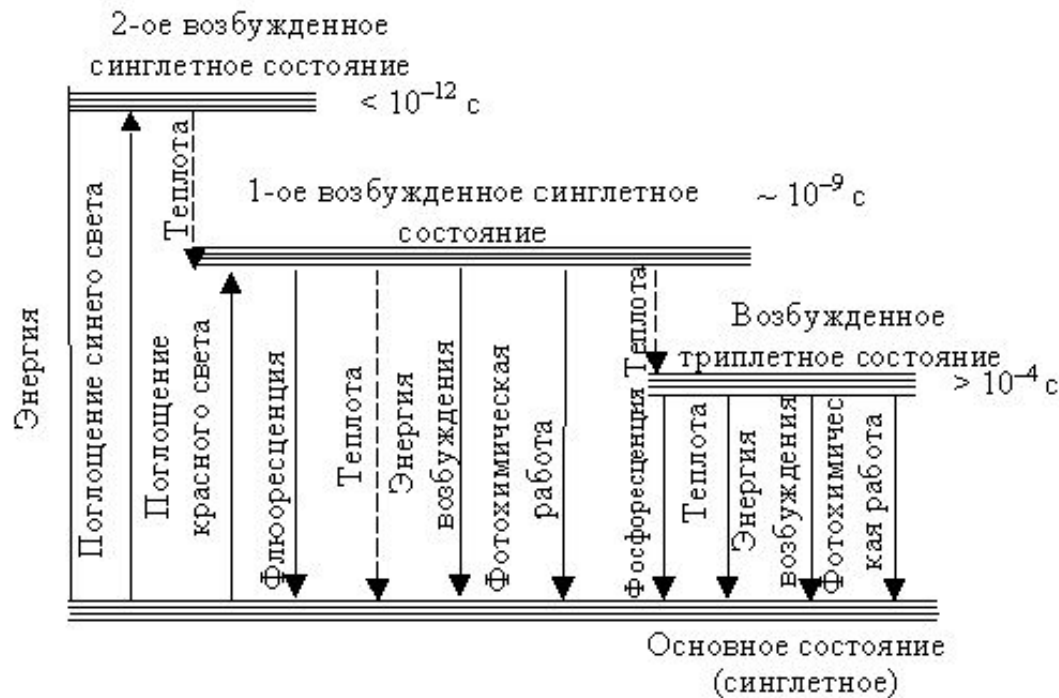 2-ое возбужденное
синглетное состояние
< 10⁻¹² с
Теплота
1-ое возбужденное синглетное
состояние
~ 10⁻⁹ с
Энергия
Поглощение синего света
Поглощение
красного света
Флюоресценция
Теплота
Энергия
возбуждения
Фотохимическая
работа
Теплота
Возбужденное
триплетное состояние
> 10⁻⁴ с
Фосфоресценция
Теплота
Энергия
возбуждения
Фотохимичес
кая работа
Основное состояние
(синглетное)